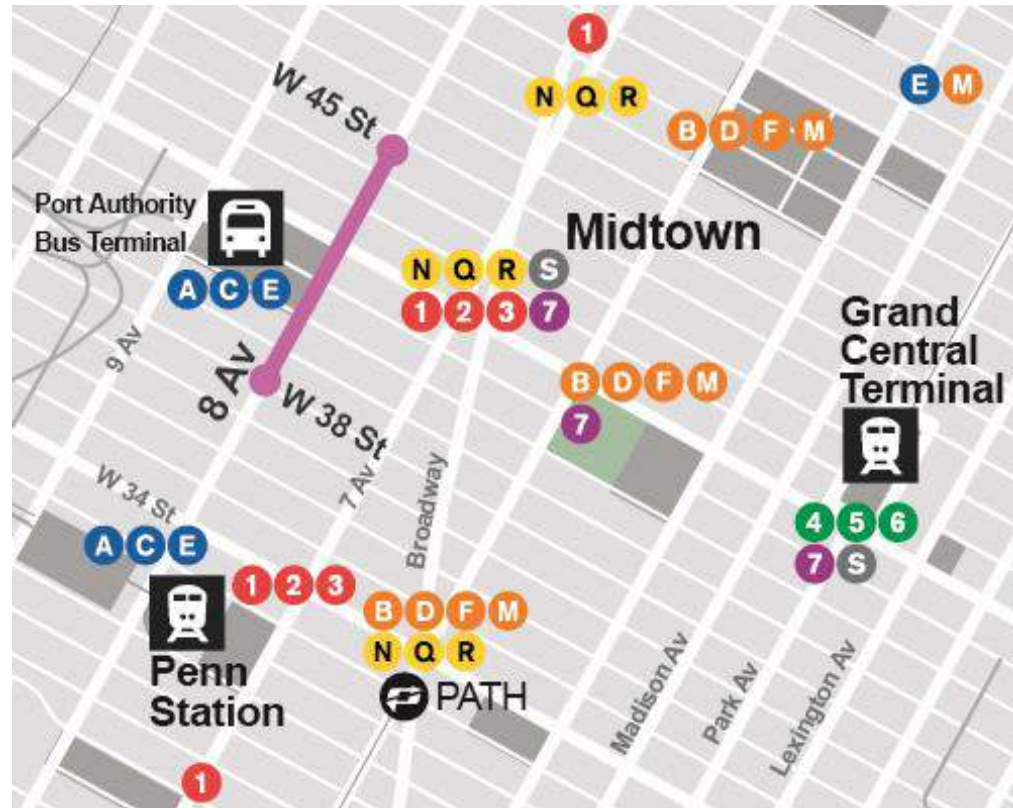 1
N Q R
E M
B D F M
W 45 St
Port Authority
Bus Terminal
A C E
Midtown
N Q R S
1 2 3 7
Grand
Central
Terminal
9 Av
8 Av
W 38 St
B D F M
7
7 Av
Broadway
W 34 St
4 5 6
7 S
A C E
1 2 3
Penn
Station
B D F M
N Q R
PATH
Madison Av
Park Av
Lexington Av
1